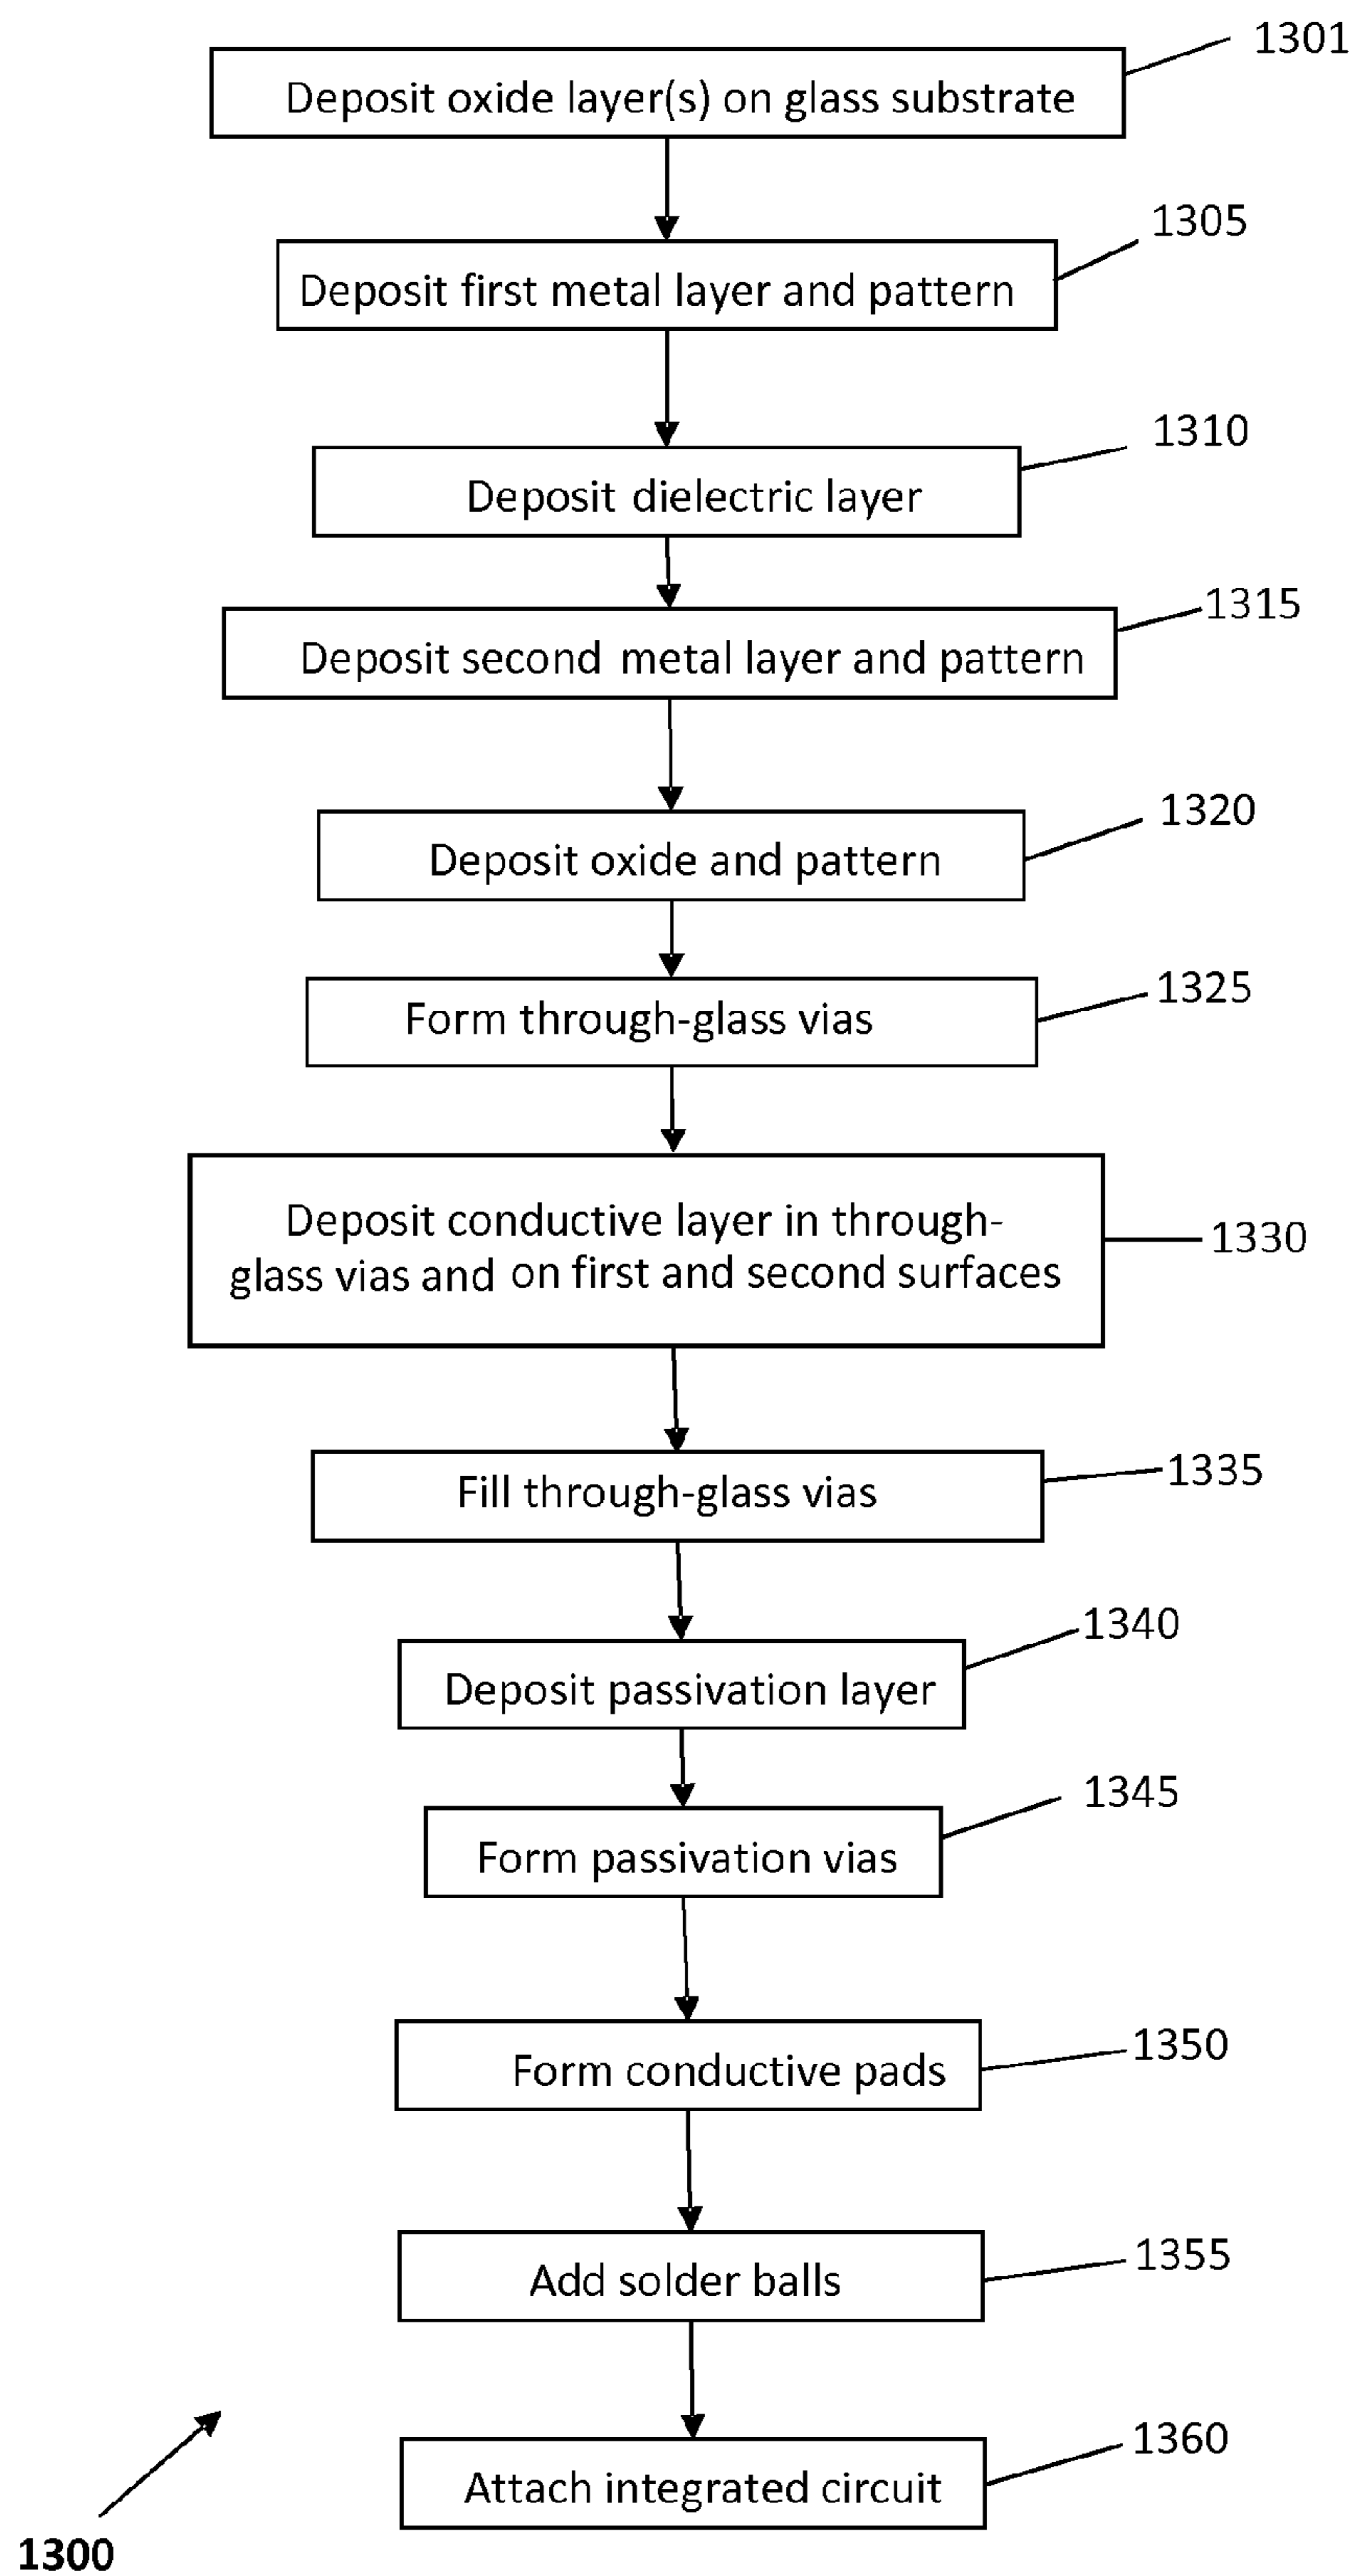 1301
Deposit oxide layer(s) on glass substrate
1305
Deposit first metal layer and pattern
1310
Deposit dielectric layer
1315
Deposit second metal layer and pattern
1320
Deposit oxide and pattern
1325
Form through-glass vias
Deposit conductive layer in through-
1330
glass vias and on first and second surfaces
1335
Fill through-glass vias
1340
Deposit passivation layer
1345
Form passivation vias
1350
Form conductive pads
1355
Add solder balls
1360
Attach integrated circuit
1300